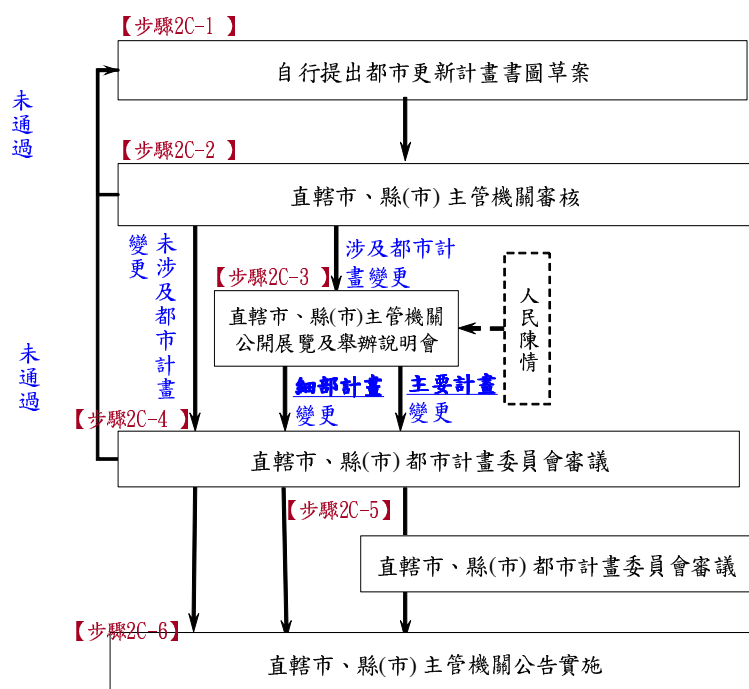 【步驟2C-1 】
自行提出都市更新計畫書圖草案
未通過
【步驟2C-2 】
直轄市、縣(市)主管機關審核
未涉及都市計畫
變更
涉及都市計
畫變更
【步驟2C-3 】
直轄市、縣(市)主管機關
公開展覽及舉辦說明會
人民陳情
未通過
細部計畫
變更
主要計畫
變更
【步驟2C-4 】
直轄市、縣(市)都市計畫委員會審議
【步驟2C-5】
直轄市、縣(市)都市計畫委員會審議
【步驟2C-6】
直轄市、縣(市)主管機關公告實施